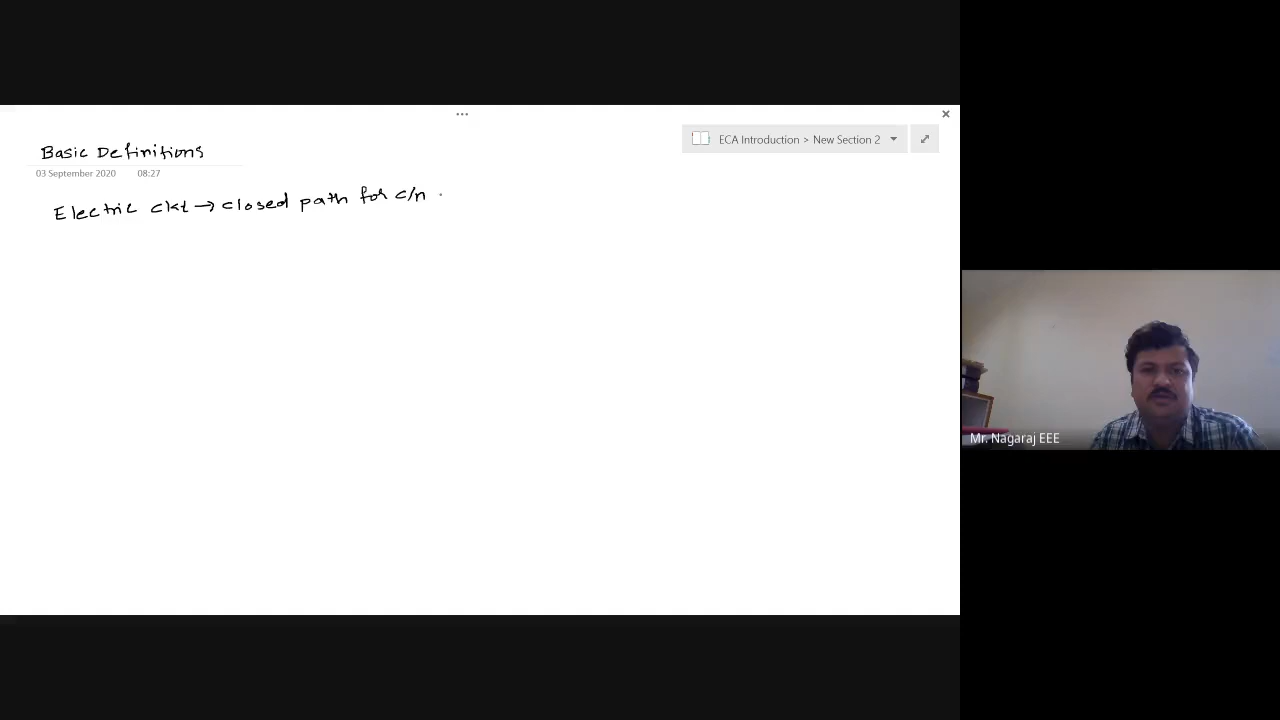 Basic Definitions
ECA Introduction > New Section 2
03 September 2020 08:27
Electric ckt → closed path for c/n
Mr. Nagaraj EEE